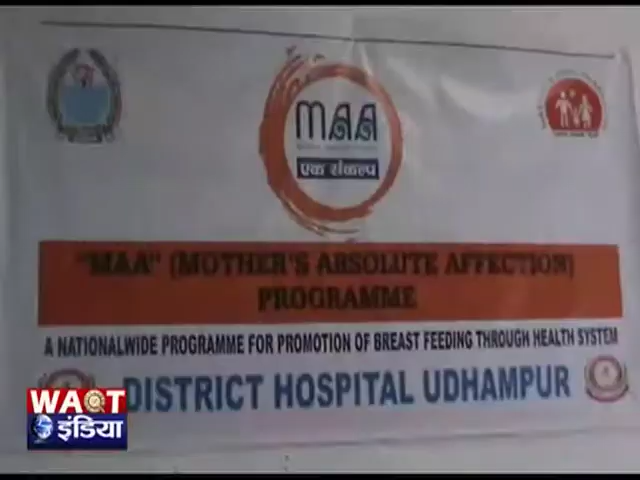 MAA
एक संकल्प
"MAA" (MOTHER'S ABSOLUTE AFFECTION)
PROGRAMME
A NATIONALWIDE PROGRAMME FOR PROMOTION OF BREAST FEEDING THROUGH HEALTH SYSTEM
DISTRICT HOSPITAL UDHAMPUR
WAQT
इंडिया